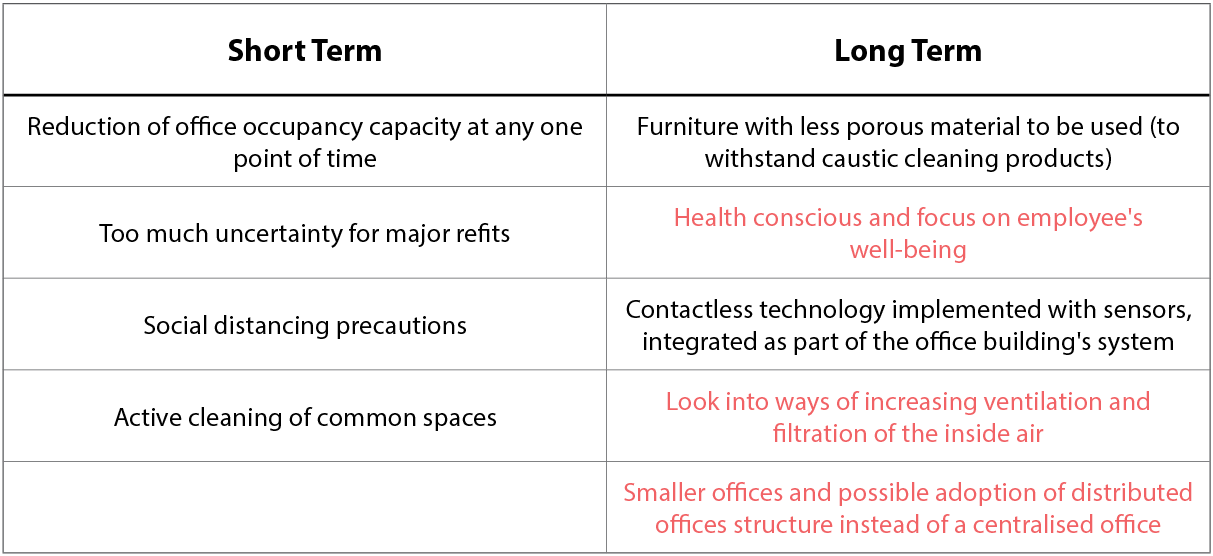 Short Term
Long Term
Reduction of office occupancy capacity at any one
point of time
Furniture with less porous material to be used (to
withstand caustic cleaning products)
Too much uncertainty for major refits
Health conscious and focus on employee's
well-being
Social distancing precautions
Contactless technology implemented with sensors,
integrated as part of the office building's system
Active cleaning of common spaces
Look into ways of increasing ventilation and
filtration of the inside air
Smaller offices and possible adoption of distributed
offices structure instead of a centralised office